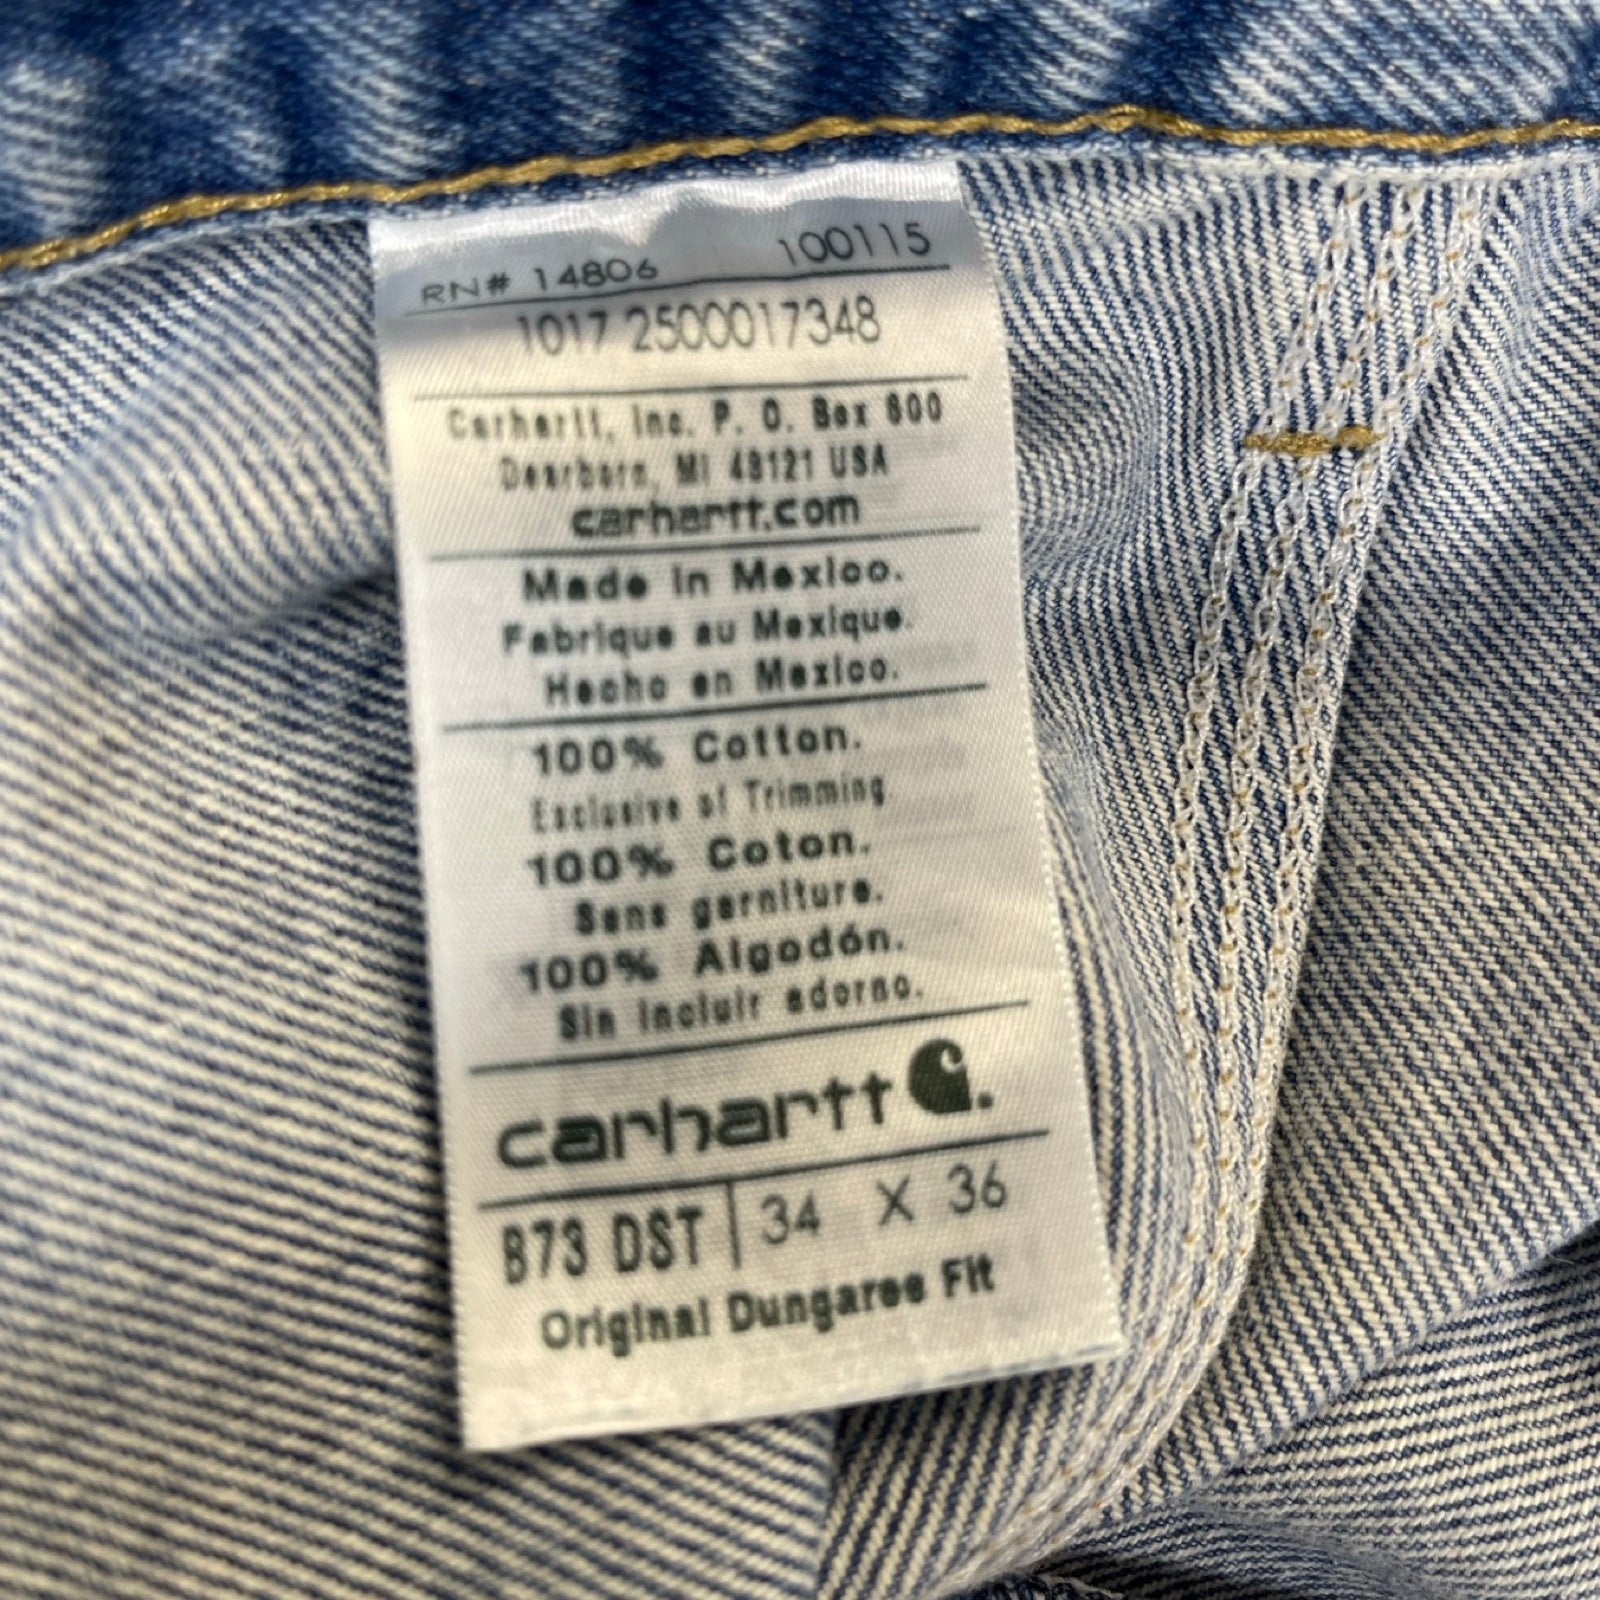 RN# 14806 100115
1017 2500017348
Carhartt, Inc. P. O. Box 600
Dearborn, MI 48121 USA
carhartt.com
Made in Mexico.
Fabrique au Mexique.
Hecho en Mexico.
100% Cotton.
Exclusive of Trimming
100% Coton.
Sans garniture.
100% Algodón.
Sin incluir adorno.
carhartt
B73 DST | 34 X 36
Original Dungaree Fit